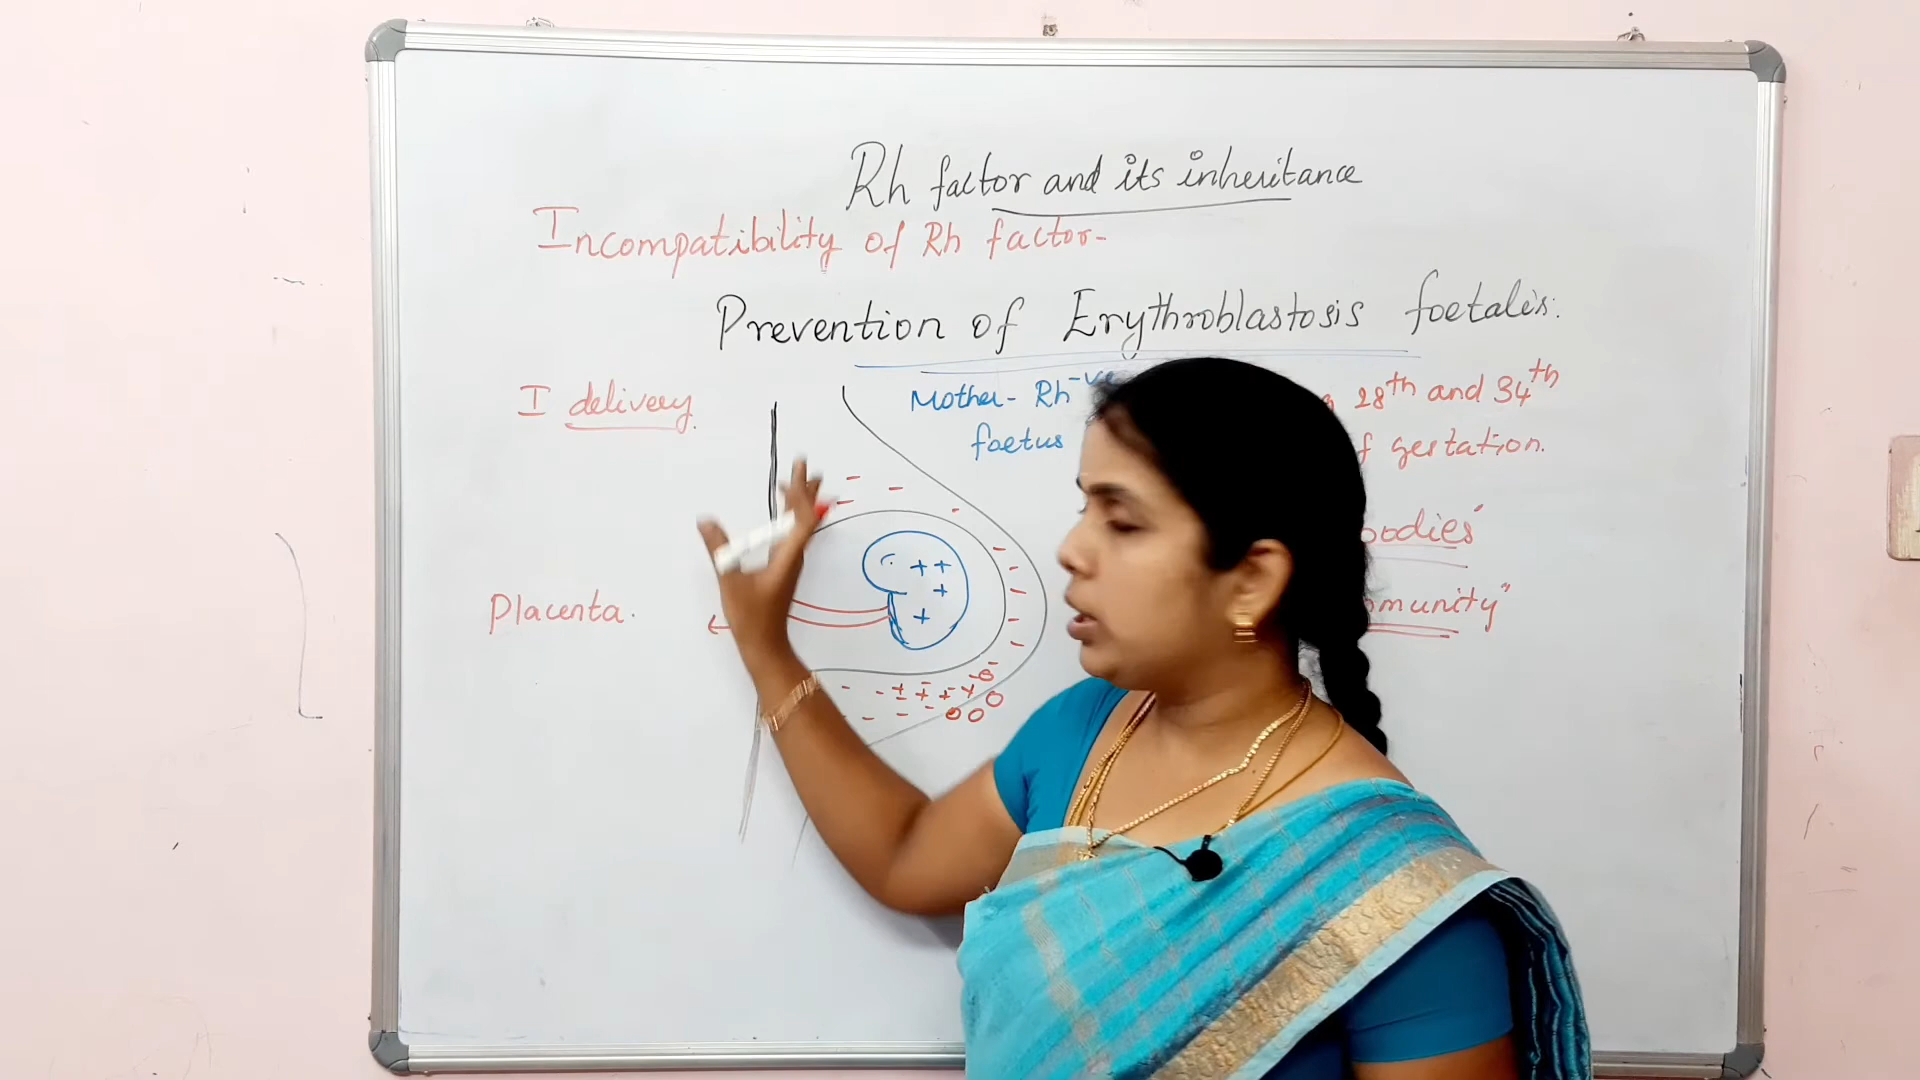 Rh factor and its inheritance
Incompatibility of Rh factor-
Prevention of Erythroblastosis foetalis:
I delivery.
Mother- Rh-ve
foetus
28th and 34th
gestation.
Placenta.